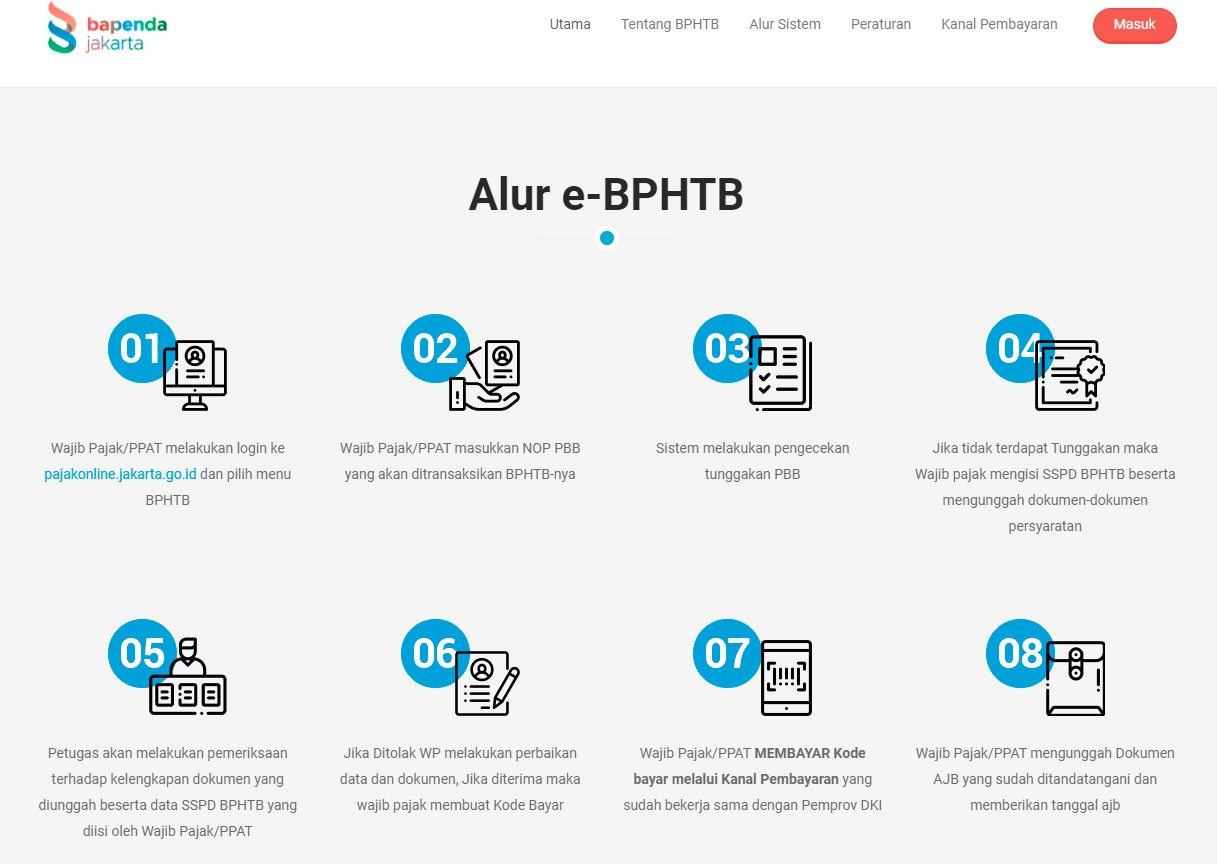 bapenda
jakarta
Utama
Tentang BPHTB
Alur Sistem
Peraturan
Kanal Pembayaran
Masuk
Alur e-BPHTB
01
Wajib Pajak/PPAT melakukan login ke
pajakonline.jakarta.go.id dan pilih menu
BPHTB
02
Wajib Pajak/PPAT masukkan NOP PBB
yang akan ditransaksikan BPHTB-nya
03
Sistem melakukan pengecekan
tunggakan PBB
04
Jika tidak terdapat Tunggakan maka
Wajib pajak mengisi SSPD BPHTB beserta
mengunggah dokumen-dokumen
persyaratan
05
Petugas akan melakukan pemeriksaan
terhadap kelengkapan dokumen yang
diunggah beserta data SSPD BPHTB yang
diisi oleh Wajib Pajak/PPAT
06
Jika Ditolak WP melakukan perbaikan
data dan dokumen, Jika diterima maka
wajib pajak membuat Kode Bayar
07
Wajib Pajak/PPAT MEMBAYAR Kode
bayar melalui Kanal Pembayaran yang
sudah bekerja sama dengan Pemprov DKI
08
Wajib Pajak/PPAT mengunggah Dokumen
AJB yang sudah ditandatangani dan
memberikan tanggal ajb